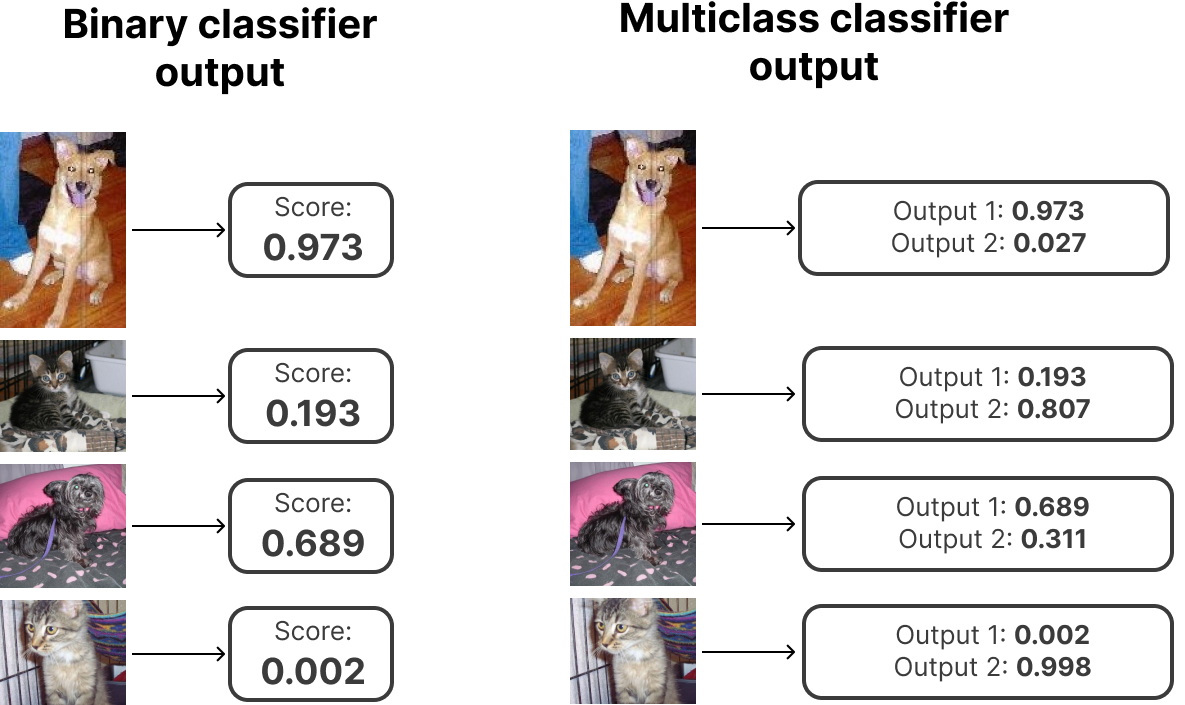 Binary classifier
output
Multiclass classifier
output
Score:
0.973
Output 1: 0.973
Output 2: 0.027
Score:
0.193
Output 1: 0.193
Output 2: 0.807
Score:
0.689
Output 1: 0.689
Output 2: 0.311
Score:
0.002
Output 1: 0.002
Output 2: 0.998